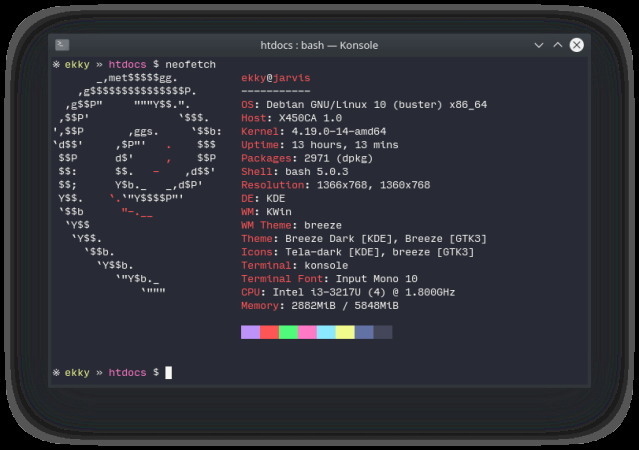 htdocs : bash — Konsole
※ ekky » htdocs $ neofetch
ekky@jarvis
-----------
OS: Debian GNU/Linux 10 (buster) x86_64
Host: X450CA 1.0
Kernel: 4.19.0-14-amd64
Uptime: 13 hours, 13 mins
Packages: 2971 (dpkg)
Shell: bash 5.0.3
Resolution: 1366x768, 1360x768
DE: KDE
WM: KWin
WM Theme: breeze
Theme: Breeze Dark [KDE], Breeze [GTK3]
Icons: Tela-dark [KDE], breeze [GTK3]
Terminal: konsole
Terminal Font: Input Mono 10
CPU: Intel i3-3217U (4) @ 1.800GHz
Memory: 2882MiB / 5848MiB
※ ekky » htdocs $